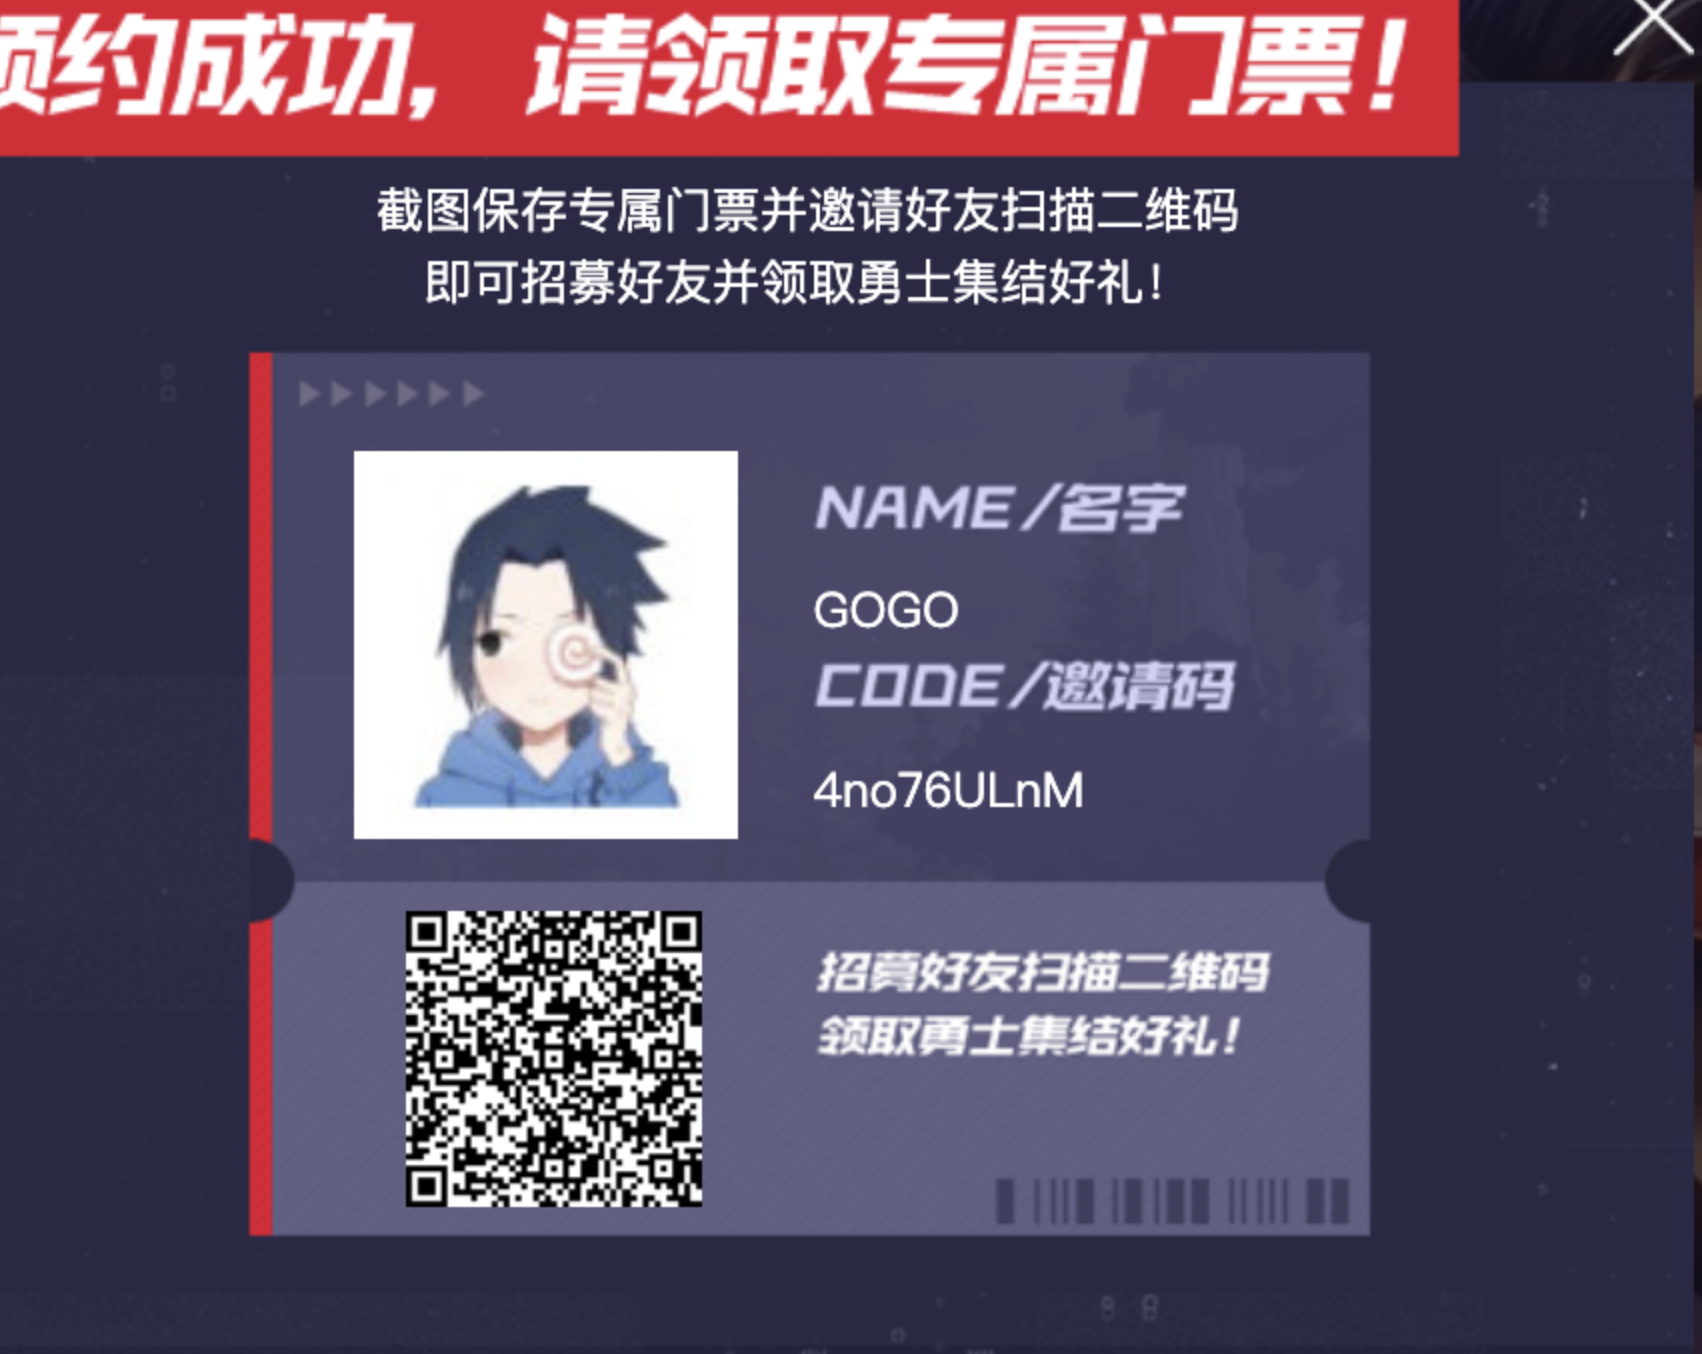 预约成功，请领取专属门票！
截图保存专属门票并邀请好友扫描二维码
即可招募好友并领取勇士集结好礼！
NAME/名字
GOGO
CODE/邀请码
4no76ULnM
招募好友扫描二维码
领取勇士集结好礼！